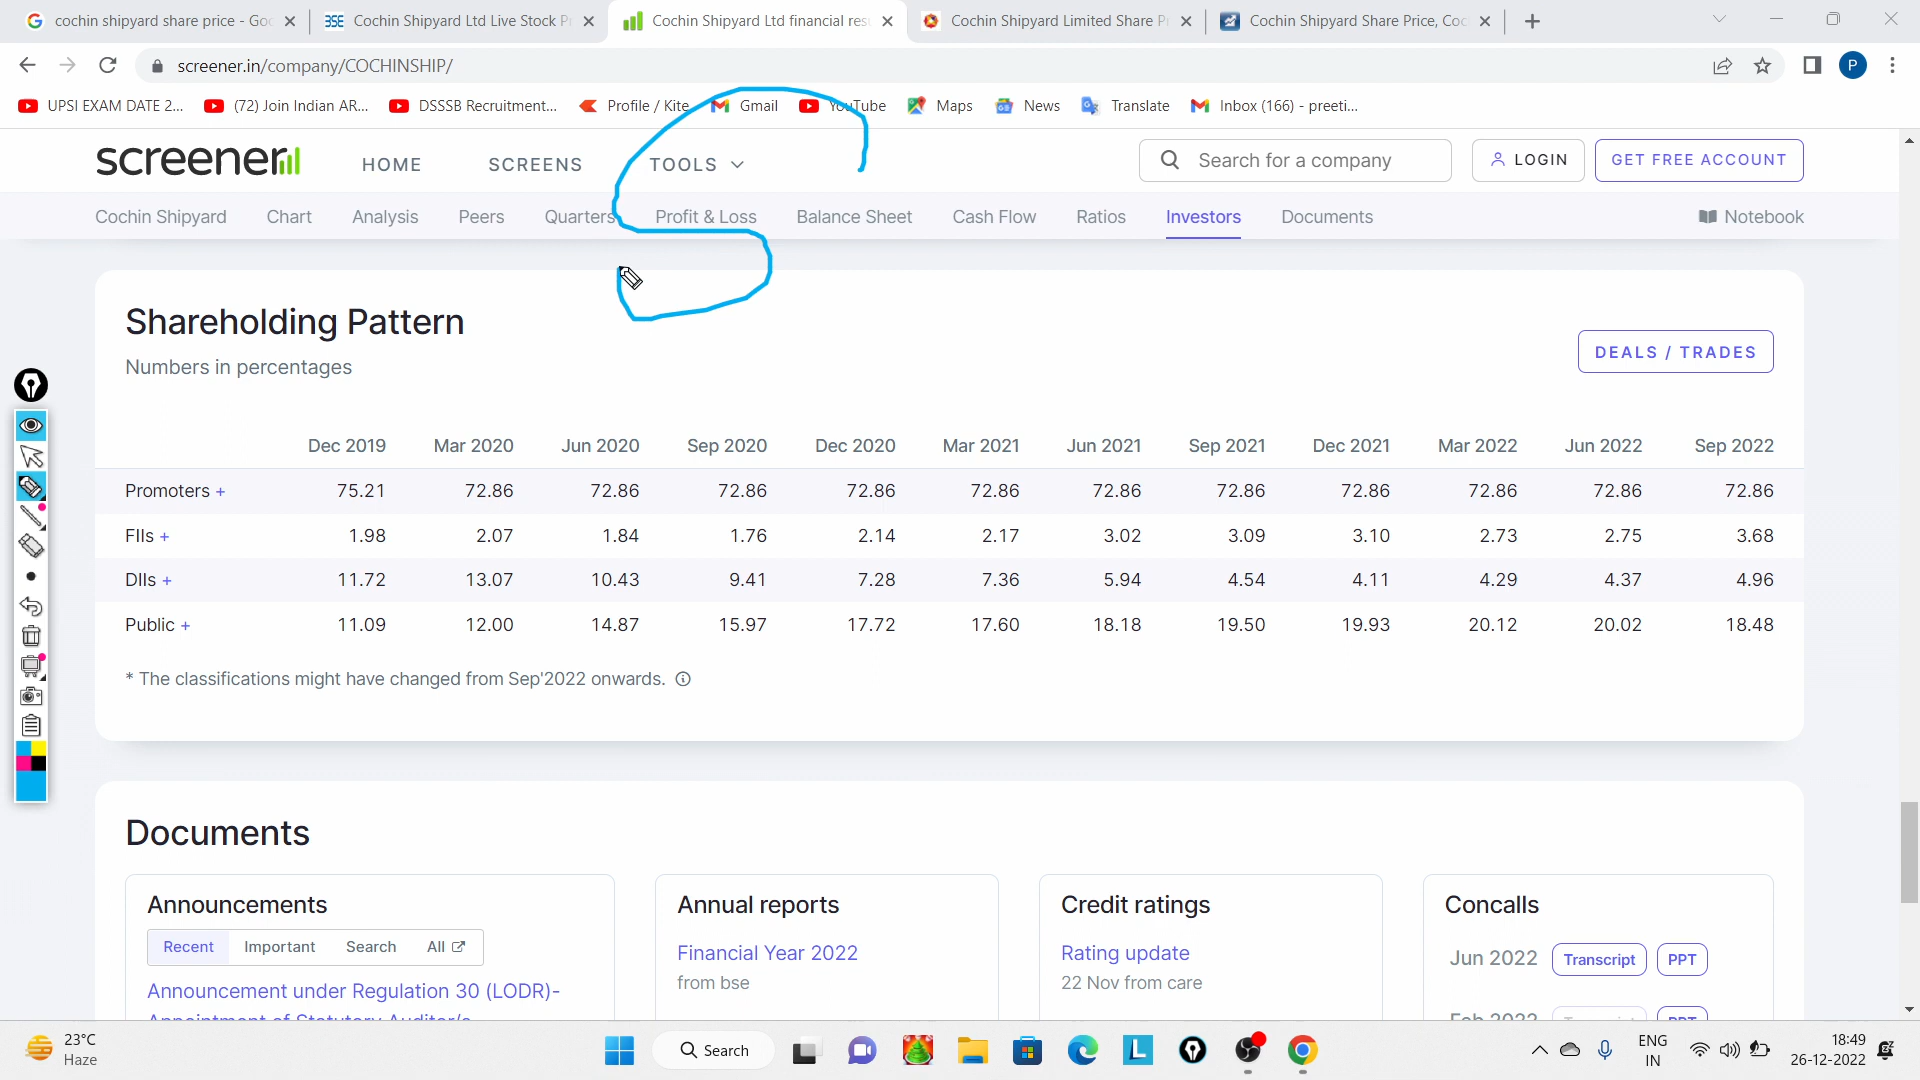 cochin shipyard share price - Goo
Cochin Shipyard Ltd Live Stock Pr
Cochin Shipyard Ltd financial resu
Cochin Shipyard Limited Share Pr
Cochin Shipyard Share Price, Coc
screener.in/company/COCHINSHIP/
P
UPSI EXAM DATE 2...
(72) Join Indian AR...
DSSSB Recruitment...
Profile / Kite
Gmail
YouTube
Maps
News
Translate
Inbox (166) - preeti...
screener
HOME
SCREENS
TOOLS
Search for a company
LOGIN
GET FREE ACCOUNT
Cochin Shipyard Chart Analysis Peers Quarters Profit & Loss Balance Sheet Cash Flow Ratios Investors Documents Notebook
Shareholding Pattern
Numbers in percentages
DEALS / TRADES
Dec 2019 Mar 2020 Jun 2020 Sep 2020 Dec 2020 Mar 2021 Jun 2021 Sep 2021 Dec 2021 Mar 2022 Jun 2022 Sep 2022
Promoters + 75.21 72.86 72.86 72.86 72.86 72.86 72.86 72.86 72.86 72.86 72.86 72.86
FIIs + 1.98 2.07 1.84 1.76 2.14 2.17 3.02 3.09 3.10 2.73 2.75 3.68
DIIs + 11.72 13.07 10.43 9.41 7.28 7.36 5.94 4.54 4.11 4.29 4.37 4.96
Public + 11.09 12.00 14.87 15.97 17.72 17.60 18.18 19.50 19.93 20.12 20.02 18.48
* The classifications might have changed from Sep'2022 onwards.
Documents
Announcements
Recent Important Search All
Announcement under Regulation 30 (LODR)-
Appointment of Statutory Auditor/s
Annual reports
Financial Year 2022
from bse
Credit ratings
Rating update
22 Nov from care
Concalls
Jun 2022 Transcript PPT
Feb 2022 Transcript PPT
23°C
Haze
Search
ENG
IN
18:49
26-12-2022